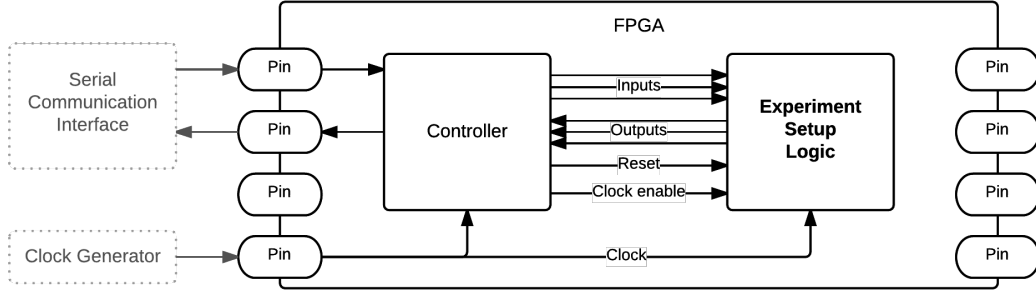 FPGA
Serial
Communication
Interface
Pin
Pin
Pin
Pin
Clock Generator
Controller
Inputs
Outputs
Reset
Clock enable
Clock
Experiment
Setup
Logic
Pin
Pin
Pin
Pin